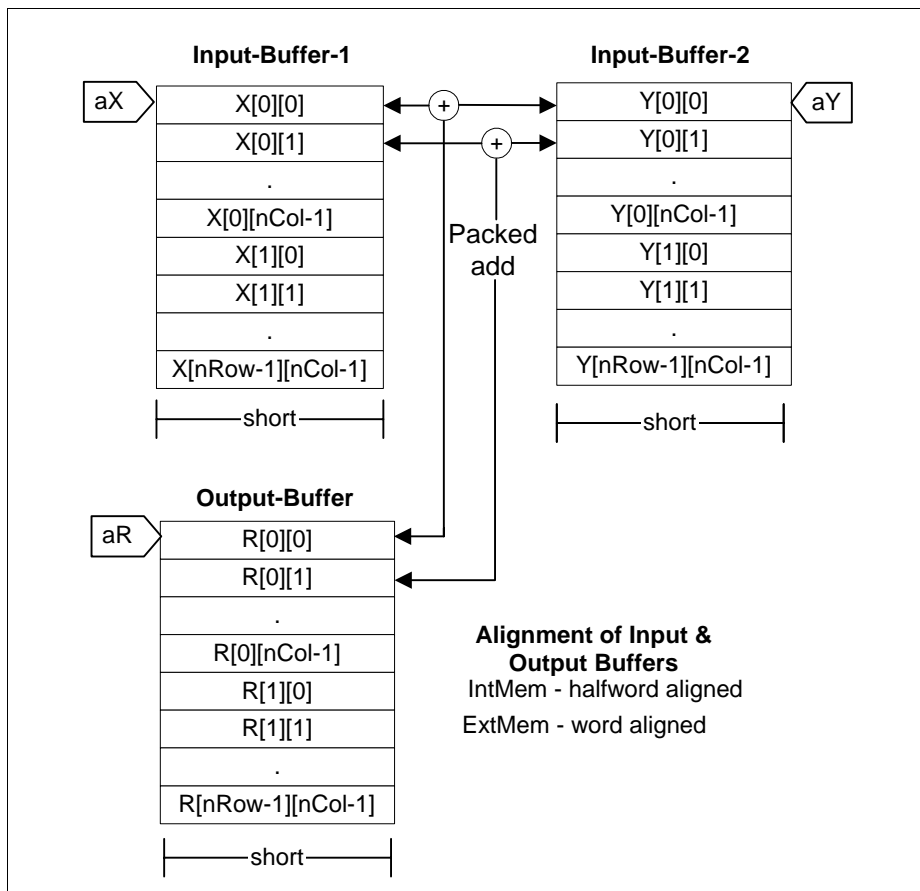 Input-Buffer-1
Input-Buffer-2
aX
X[0][0]
+
Y[0][0]
aY
X[0][1]
+
Y[0][1]
.
.
X[0][nCol-1]
Y[0][nCol-1]
Packed
add
X[1][0]
Y[1][0]
X[1][1]
Y[1][1]
.
.
X[nRow-1][nCol-1]
Y[nRow-1][nCol-1]
short
short
Output-Buffer
aR
R[0][0]
R[0][1]
.
R[0][nCol-1]
R[1][0]
R[1][1]
.
R[nRow-1][nCol-1]
short
Alignment of Input &
Output Buffers
IntMem - halfword aligned
ExtMem - word aligned